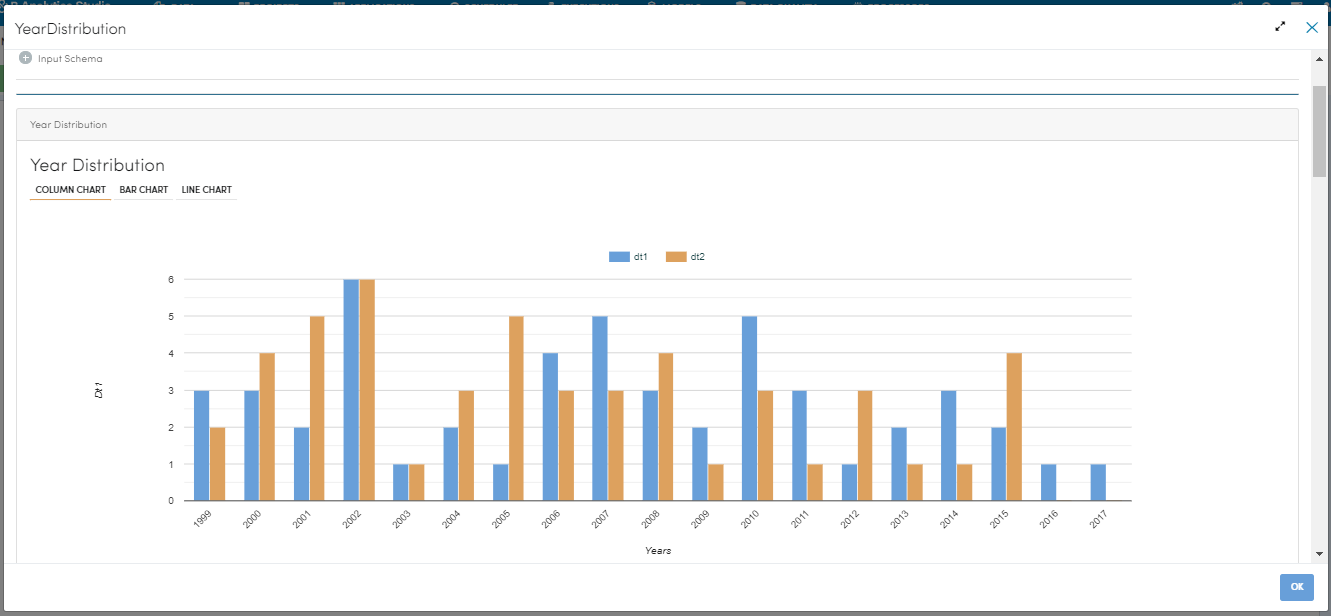 YearDistribution
Input Schema
Year Distribution
Year Distribution
COLUMN CHART BAR CHART LINE CHART
dt1 dt2
6
5
4
3
2
1
0
Dt1
1999 2000 2001 2002 2003 2004 2005 2006 2007 2008 2009 2010 2011 2012 2013 2014 2015 2016 2017
Years
OK